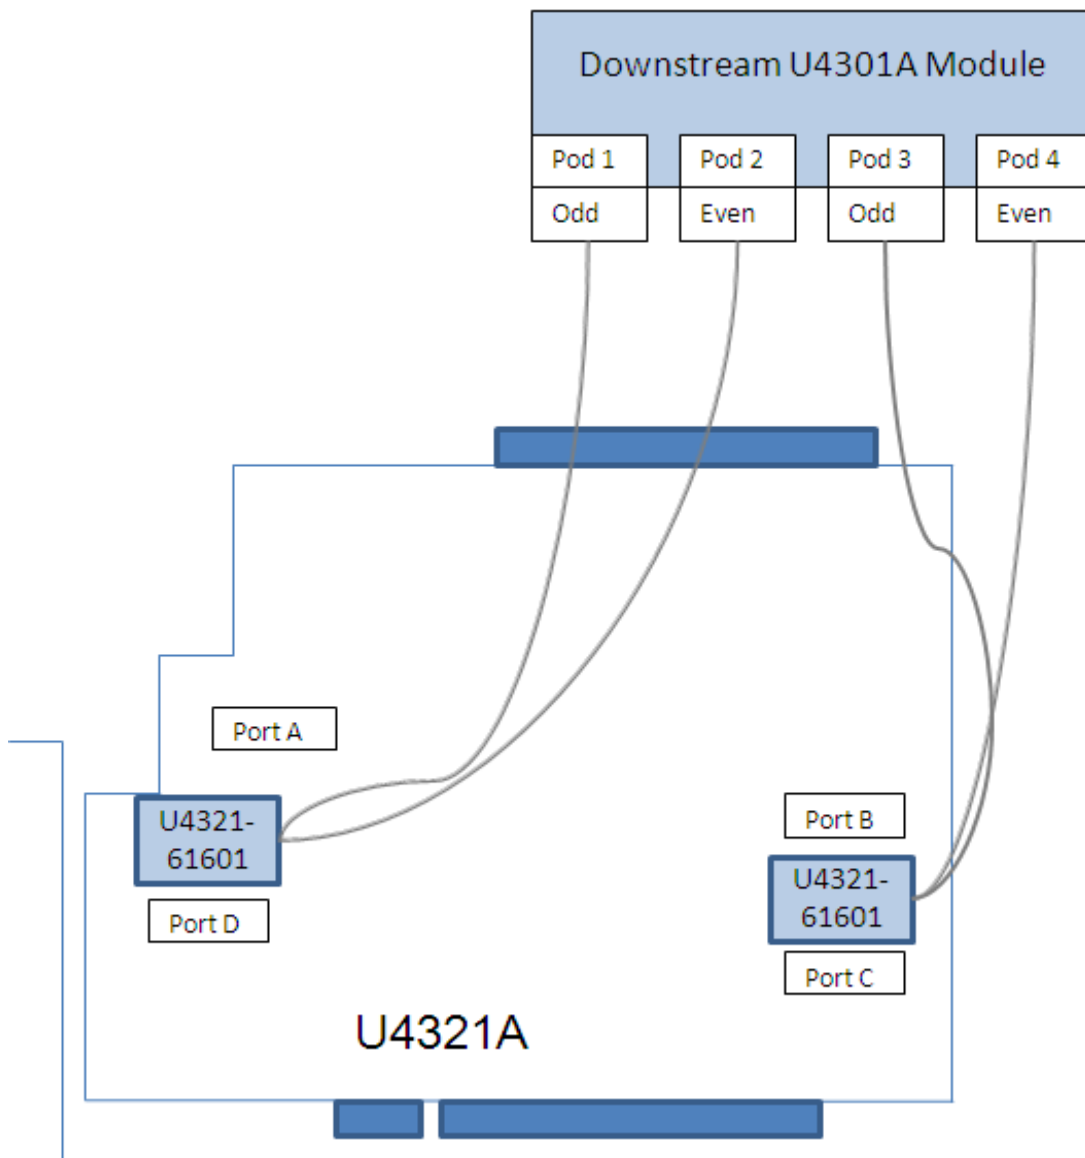 Downstream U4301A Module
Pod 1
Pod 2
Pod 3
Pod 4
Odd
Even
Odd
Even
Port A
U4321-
61601
Port D
Port B
U4321-
61601
Port C
U4321A